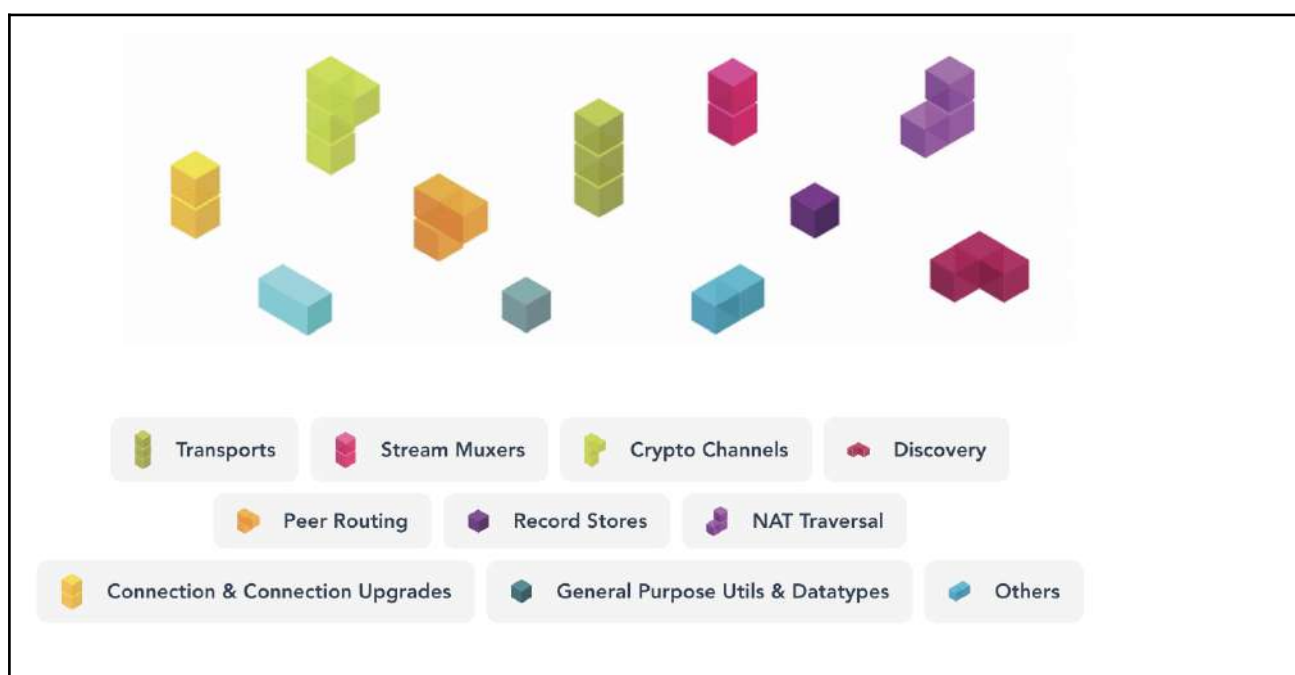 Transports Stream Muxers Crypto Channels Discovery
Peer Routing Record Stores NAT Traversal
Connection & Connection Upgrades General Purpose Utils & Datatypes Others